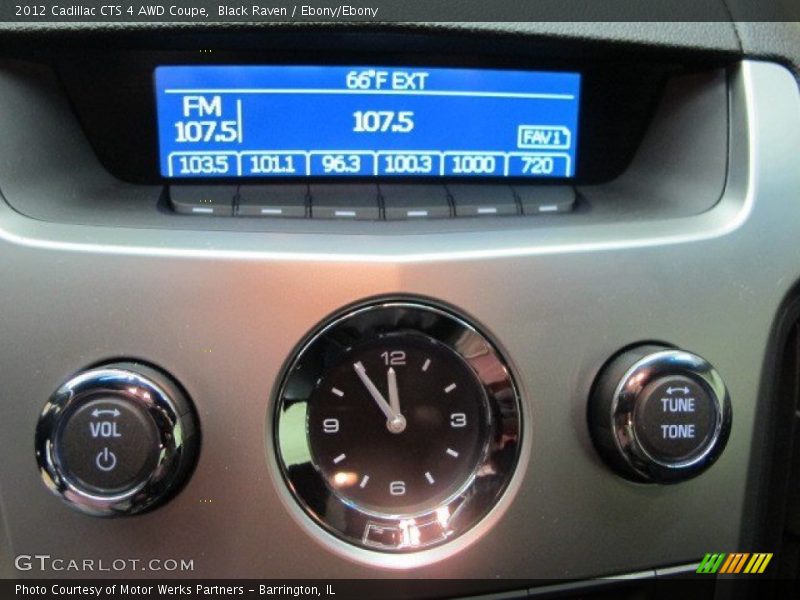 2012 Cadillac CTS 4 AWD Coupe, Black Raven / Ebony/Ebony
66°F EXT
FM
107.5
107.5
FAV1
103.5 101.1 96.3 100.3 1000 720
12
9 3
6
VOL
TUNE
TONE
GTCARLOT.COM
Photo Courtesy of Motor Werks Partners – Barrington, IL